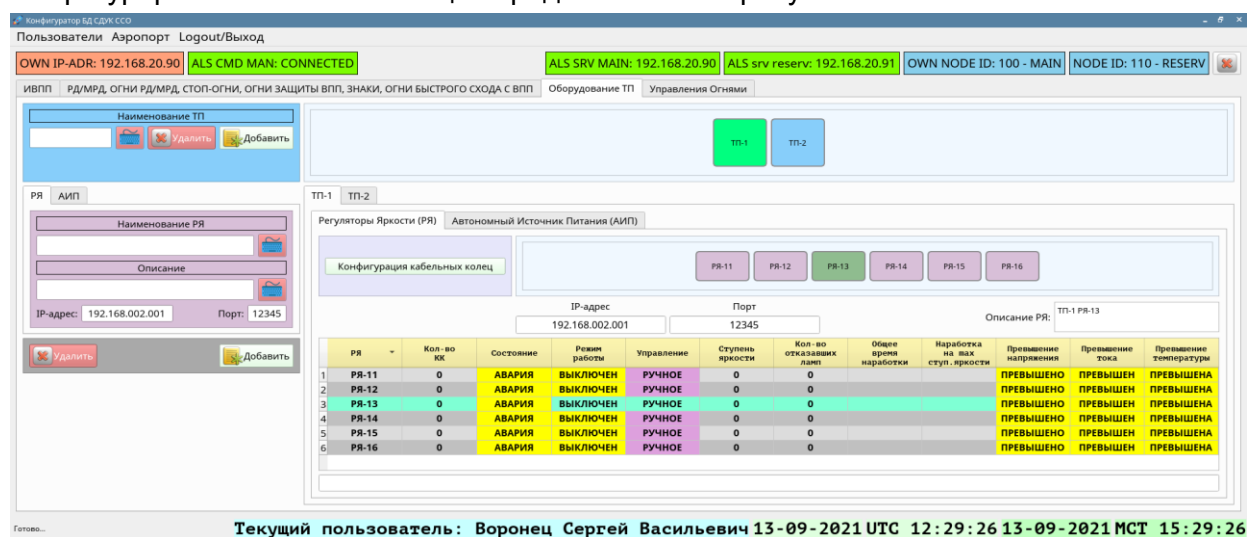 Конфигуратор БД СДУК ССО
Пользователи Аэропорт Logout/Выход
OWN IP-ADR: 192.168.20.90 ALS CMD MAN: CONNECTED ALS SRV MAIN: 192.168.20.90 ALS srv reserv: 192.168.20.91 OWN NODE ID: 100 - MAIN NODE ID: 110 - RESERV
ИВПП РД/МРД, ОГНИ РД/МРД, СТОП-ОГНИ, ОГНИ ЗАЩИТЫ ВПП, ЗНАКИ, ОГНИ БЫСТРОГО СХОДА С ВПП Оборудование ТП Управления Огнями
Наименование ТП
Удалить Добавить
ТП-1 ТП-2
РЯ АИП
ТП-1 ТП-2
Наименование РЯ
Описание
IP-адрес: 192.168.002.001 Порт: 12345
Удалить Добавить
Регуляторы Яркости (РЯ) Автономный Источник Питания (АИП)
Конфигурация кабельных колец
РЯ-11 РЯ-12 РЯ-13 РЯ-14 РЯ-15 РЯ-16
IP-адрес Порт
192.168.002.001 12345
Описание РЯ: ТП-1 РЯ-13
РЯ Кол-во КК Состояние Режим работы Управление Ступень яркости Кол-во отказавших ламп Общее время наработки Наработка на max ступ.яркости Превышение напряжения Превышение тока Превышение температуры
1 РЯ-11 0 АВАРИЯ ВЫКЛЮЧЕН РУЧНОЕ 0 0 ПРЕВЫШЕНО ПРЕВЫШЕН ПРЕВЫШЕНА
2 РЯ-12 0 АВАРИЯ ВЫКЛЮЧЕН РУЧНОЕ 0 0 ПРЕВЫШЕНО ПРЕВЫШЕН ПРЕВЫШЕНА
3 РЯ-13 0 АВАРИЯ ВЫКЛЮЧЕН РУЧНОЕ 0 0 ПРЕВЫШЕНО ПРЕВЫШЕН ПРЕВЫШЕНА
4 РЯ-14 0 АВАРИЯ ВЫКЛЮЧЕН РУЧНОЕ 0 0 ПРЕВЫШЕНО ПРЕВЫШЕН ПРЕВЫШЕНА
5 РЯ-15 0 АВАРИЯ ВЫКЛЮЧЕН РУЧНОЕ 0 0 ПРЕВЫШЕНО ПРЕВЫШЕН ПРЕВЫШЕНА
6 РЯ-16 0 АВАРИЯ ВЫКЛЮЧЕН РУЧНОЕ 0 0 ПРЕВЫШЕНО ПРЕВЫШЕН ПРЕВЫШЕНА
Готово... Текущий пользователь: Воронец Сергей Васильевич 13-09-2021 UTC 12:29:26 13-09-2021 МСТ 15:29:26